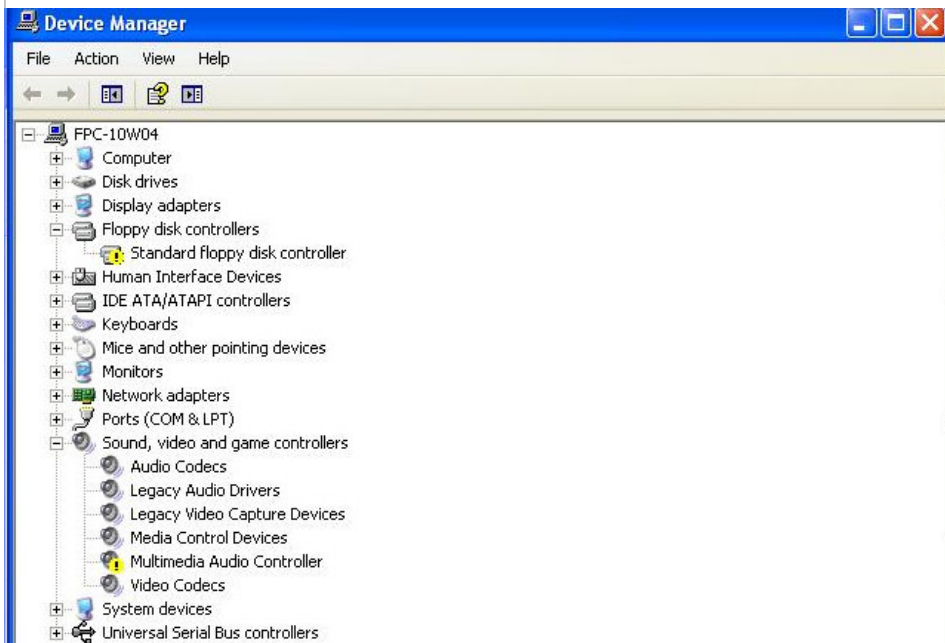 Device Manager
File Action View Help
FPC-10W04
Computer
Disk drives
Display adapters
Floppy disk controllers
Standard floppy disk controller
Human Interface Devices
IDE ATA/ATAPI controllers
Keyboards
Mice and other pointing devices
Monitors
Network adapters
Ports (COM & LPT)
Sound, video and game controllers
Audio Codecs
Legacy Audio Drivers
Legacy Video Capture Devices
Media Control Devices
Multimedia Audio Controller
Video Codecs
System devices
Universal Serial Bus controllers